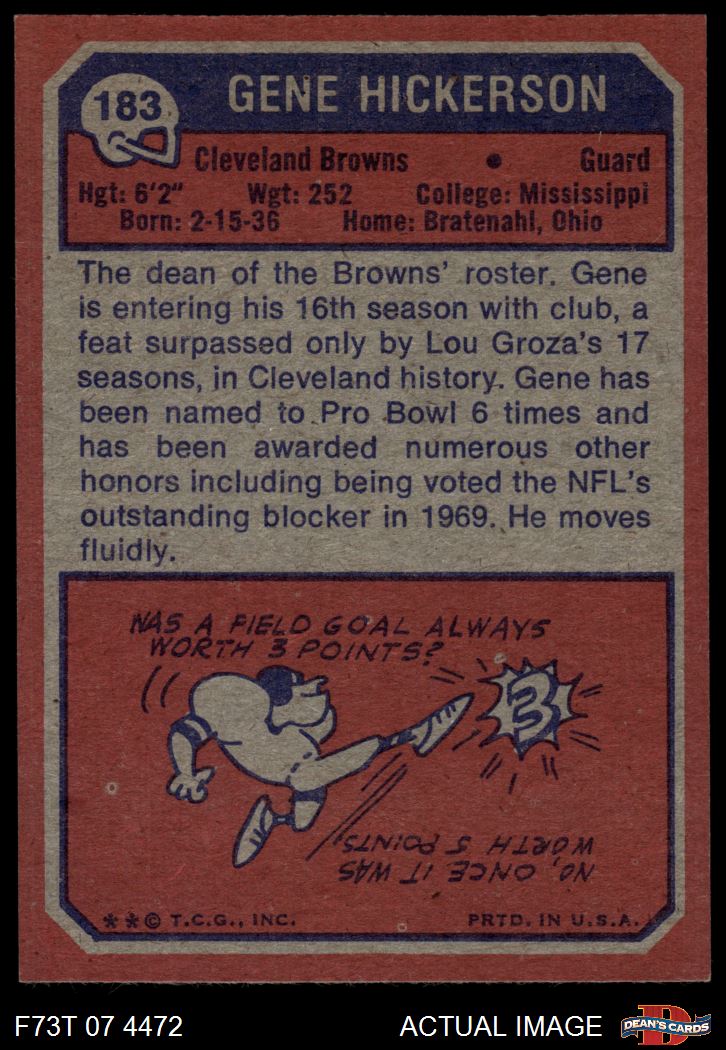 183
GENE HICKERSON
Cleveland Browns • Guard
Hgt: 6'2" Wgt: 252 College: Mississippi
Born: 2-15-36 Home: Bratenahl, Ohio
The dean of the Browns' roster. Gene
is entering his 16th season with club, a
feat surpassed only by Lou Groza's 17
seasons, in Cleveland history. Gene has
been named to Pro Bowl 6 times and
has been awarded numerous other
honors including being voted the NFL's
outstanding blocker in 1969. He moves
fluidly.
WAS A FIELD GOAL ALWAYS
WORTH 3 POINTS?
3
NO, ONCE IT WAS
WORTH 5 POINTS
**© T.C.G., INC. PRTD. IN U.S.A.
F73T 07 4472 ACTUAL IMAGE
D
DEAN'S CARDS